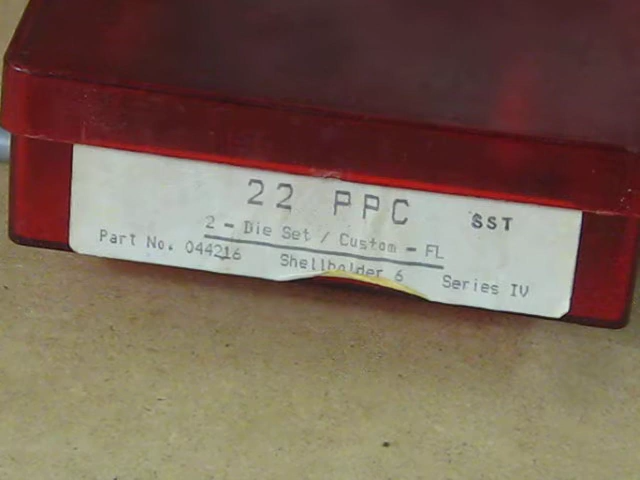 22 PPC SST
2 - Die Set / Custom - FL
Part No. 044216 Shellholder 6 Series IV